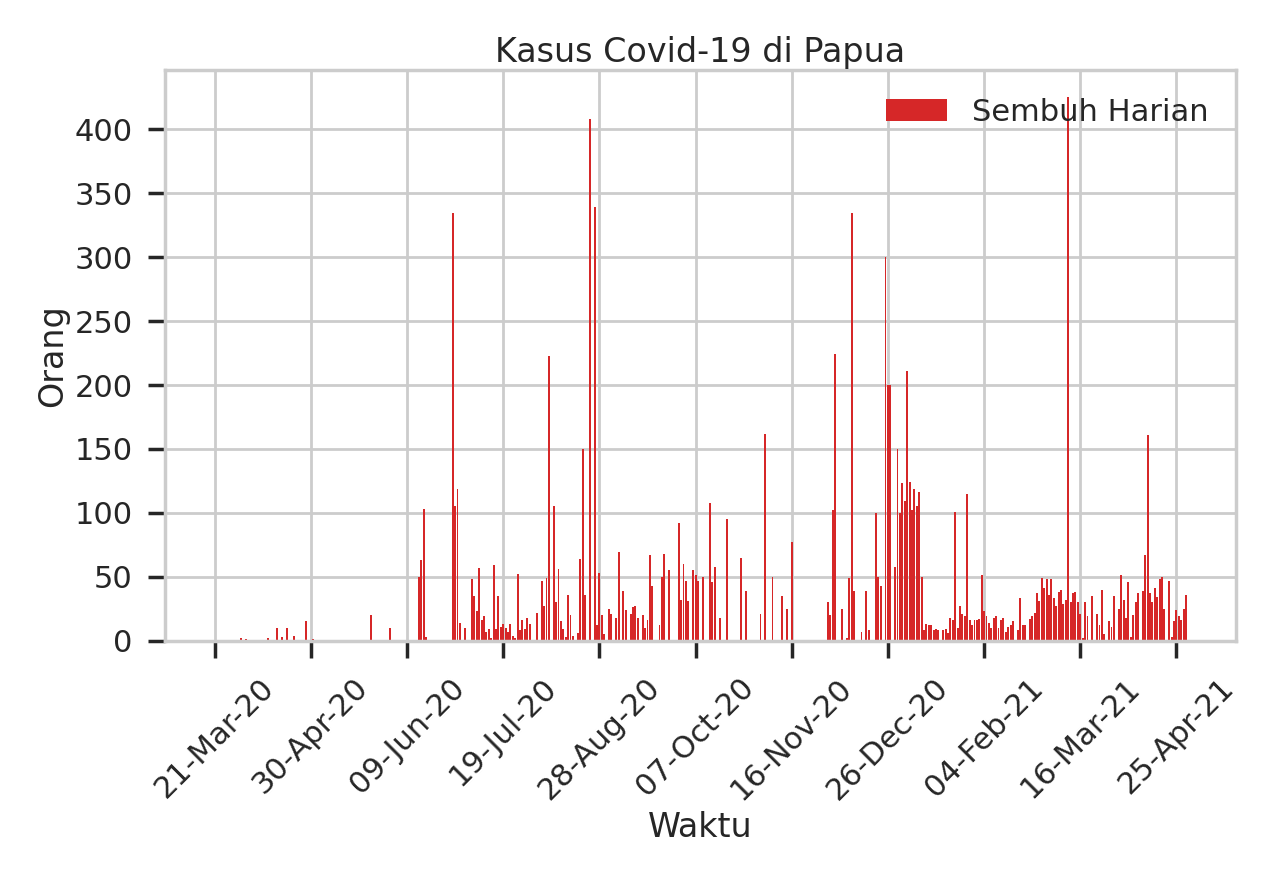 Kasus Covid-19 di Papua
Sembuh Harian
Orang
400
350
300
250
200
150
100
50
0
21-Mar-20
30-Apr-20
09-Jun-20
19-Jul-20
28-Aug-20
07-Oct-20
16-Nov-20
26-Dec-20
04-Feb-21
16-Mar-21
25-Apr-21
Waktu